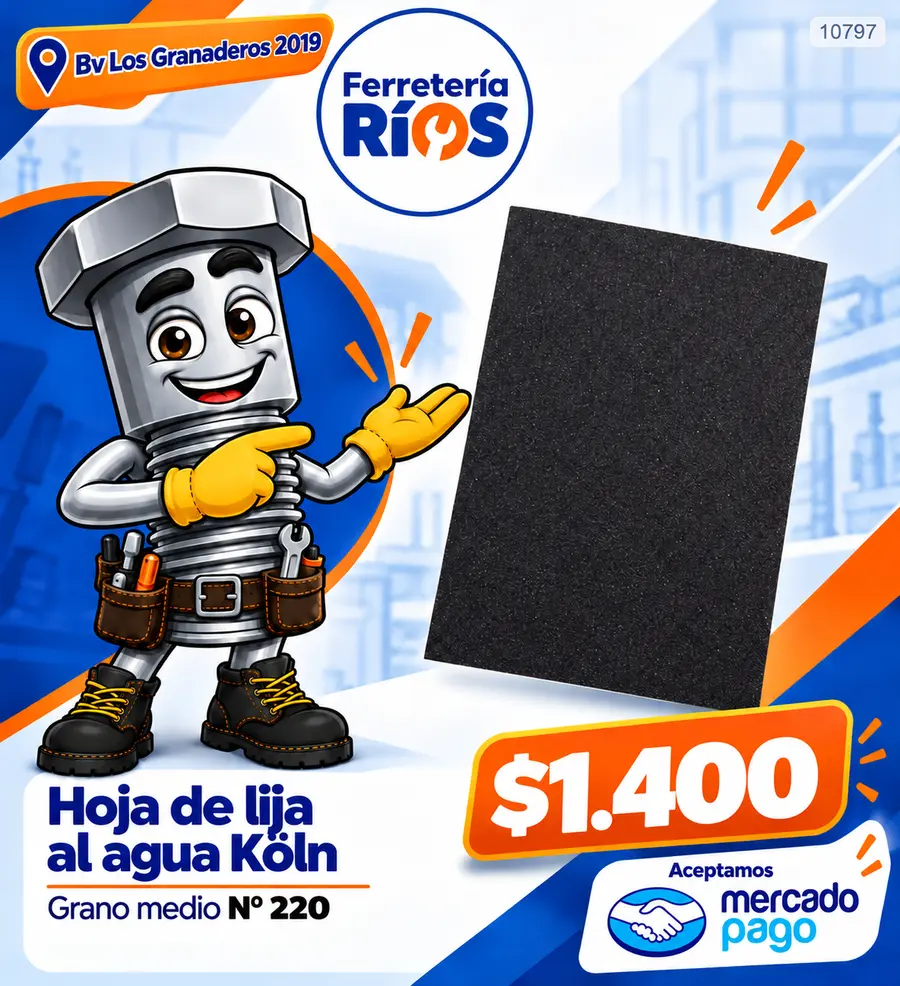 Bv Los Granaderos 2019
Ferretería
RÍOS
10797
Hoja de lija
al agua Köln
Grano medio Nº 220
$1.400
Aceptamos
mercado
pago